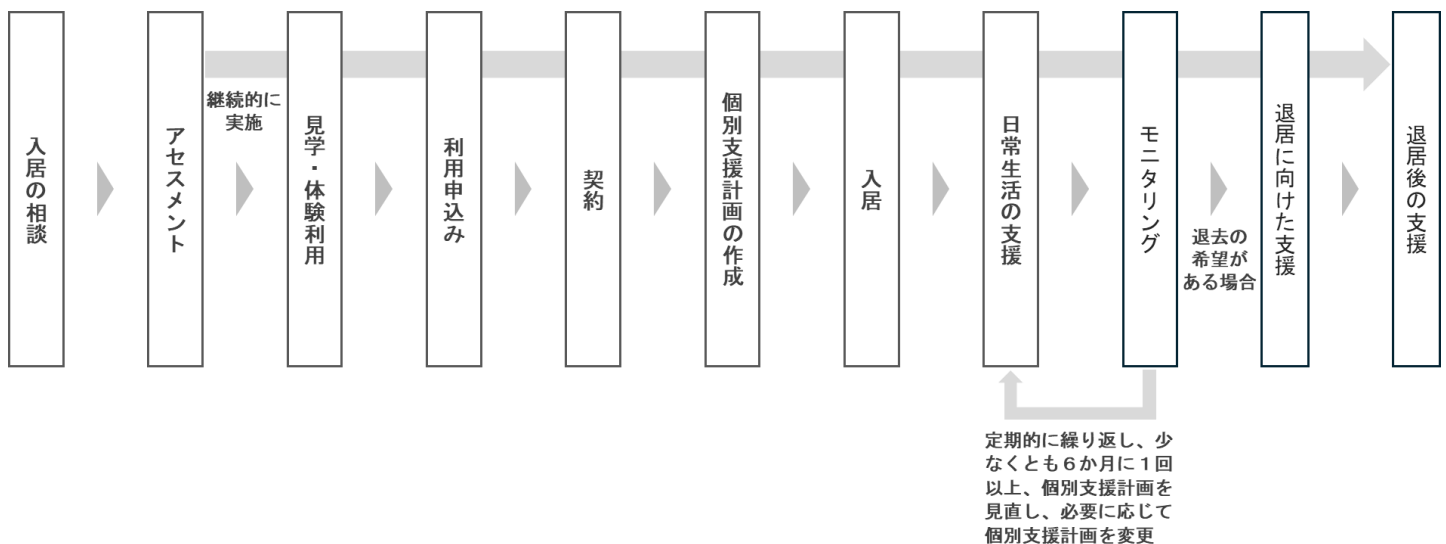 入居の相談
アセスメント
継続的に
実施
見学・体験利用
利用申込み
契約
個別支援計画の作成
入居
日常生活の支援
モニタリング
退去の
希望が
ある場合
退居に向けた支援
退居後の支援
定期的に繰り返し、少
なくとも６か月に１回
以上、個別支援計画を
見直し、必要に応じて
個別支援計画を変更